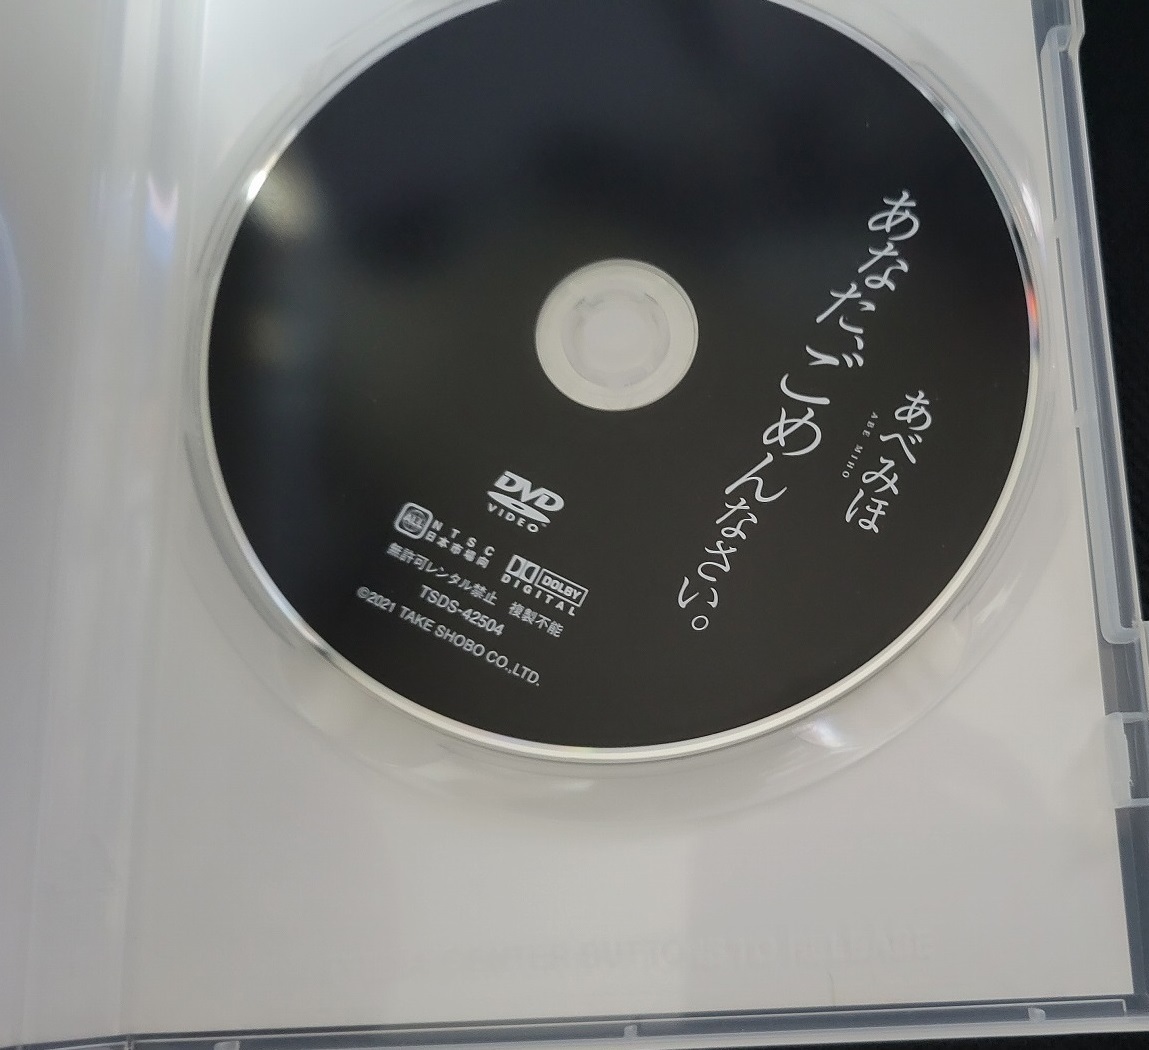 あなた、ごめんなさい。
あべみほ
ABE MIHO
DVD
VIDEO
ALL
NTSC
日本市場向
DOLBY
DIGITAL
無許可レンタル禁止 複製不能
TSDS-42504
©2021 TAKE SHOBO CO.,LTD.